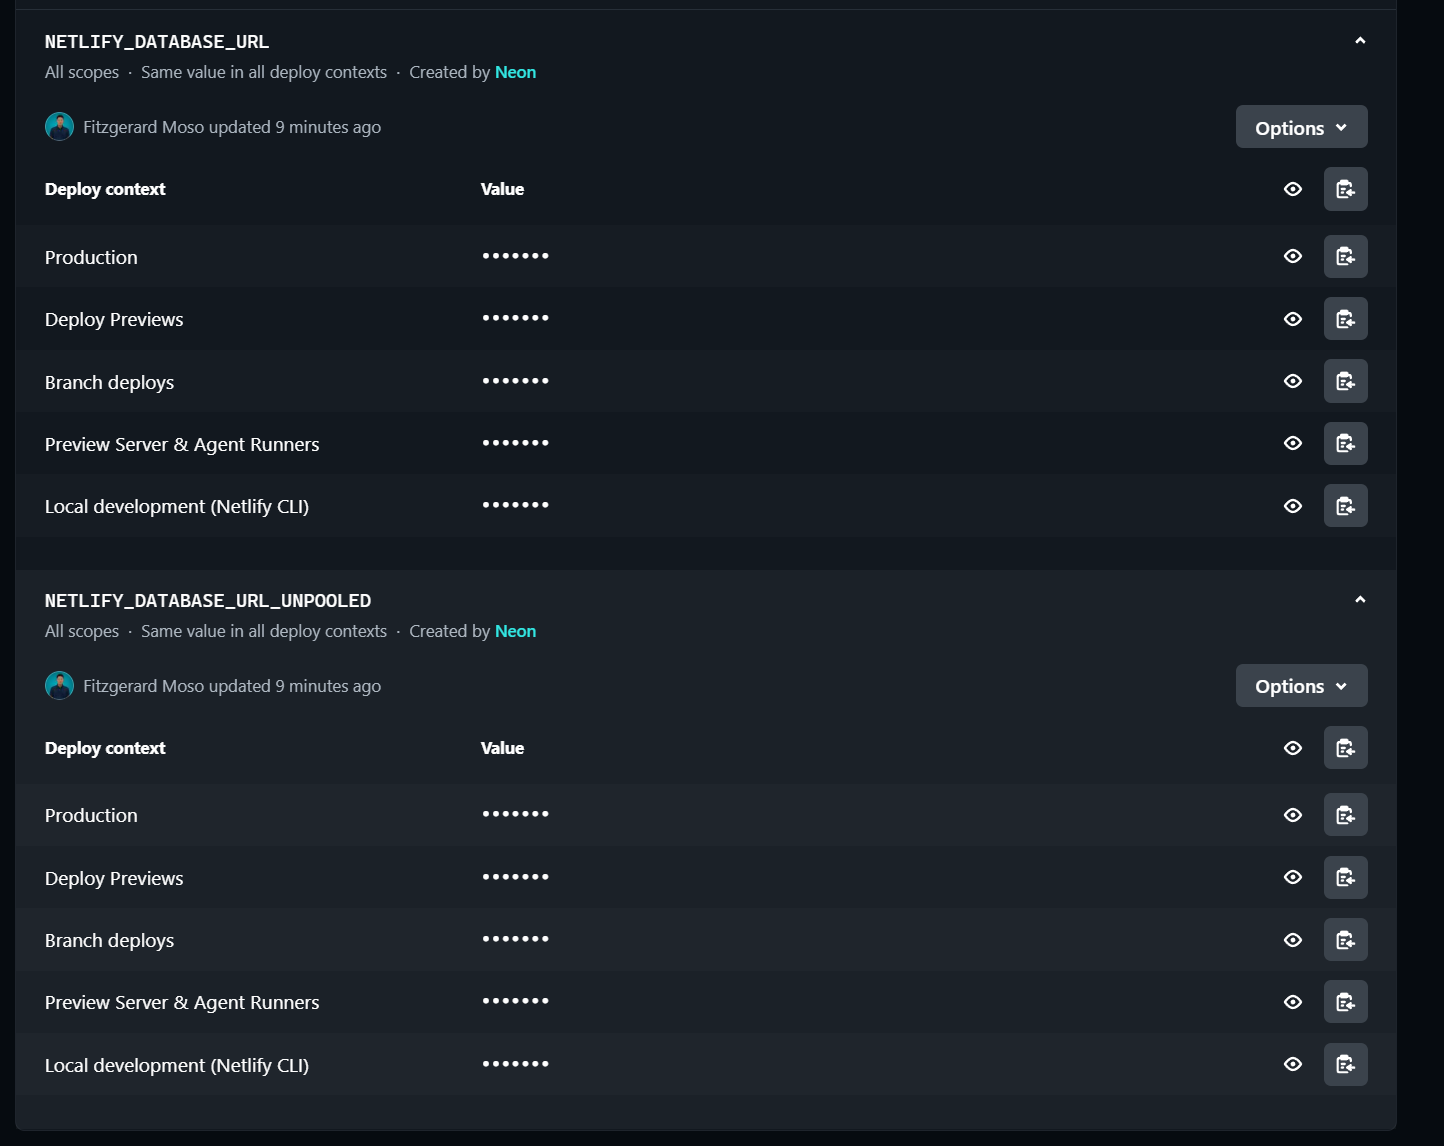 NETLIFY_DATABASE_URL
All scopes · Same value in all deploy contexts · Created by Neon
Fitzgerard Moso updated 9 minutes ago
Options
Deploy context Value
Production •••••••
Deploy Previews •••••••
Branch deploys •••••••
Preview Server & Agent Runners •••••••
Local development (Netlify CLI) •••••••
NETLIFY_DATABASE_URL_UNPOOLED
All scopes · Same value in all deploy contexts · Created by Neon
Fitzgerard Moso updated 9 minutes ago
Options
Deploy context Value
Production •••••••
Deploy Previews •••••••
Branch deploys •••••••
Preview Server & Agent Runners •••••••
Local development (Netlify CLI) •••••••